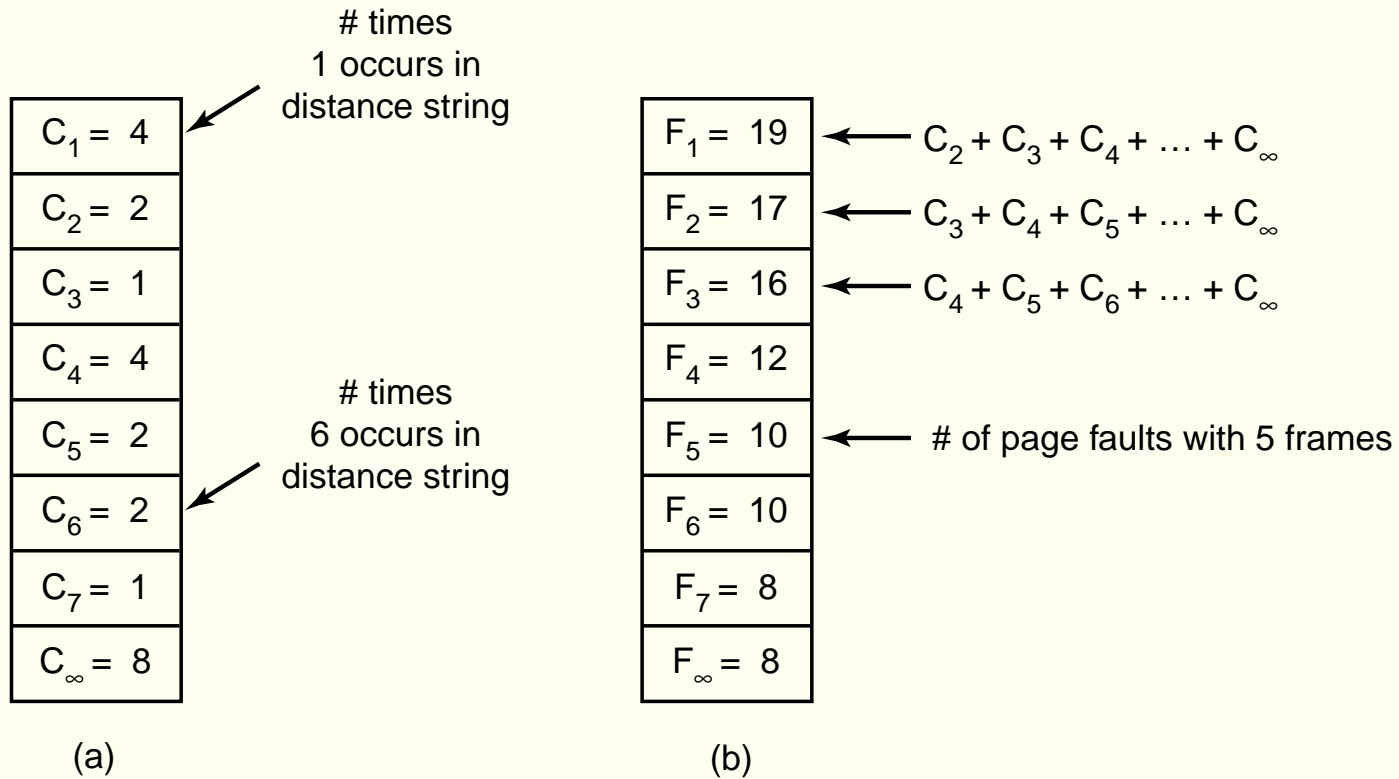 # times
1 occurs in
distance string
C₁ = 4
C₂ = 2
C₃ = 1
C₄ = 4
C₅ = 2
C₆ = 2
C₇ = 1
C∞ = 8
# times
6 occurs in
distance string
(a)
F₁ = 19
F₂ = 17
F₃ = 16
F₄ = 12
F₅ = 10
F₆ = 10
F₇ = 8
F∞ = 8
C₂ + C₃ + C₄ + … + C∞
C₃ + C₄ + C₅ + … + C∞
C₄ + C₅ + C₆ + … + C∞
# of page faults with 5 frames
(b)